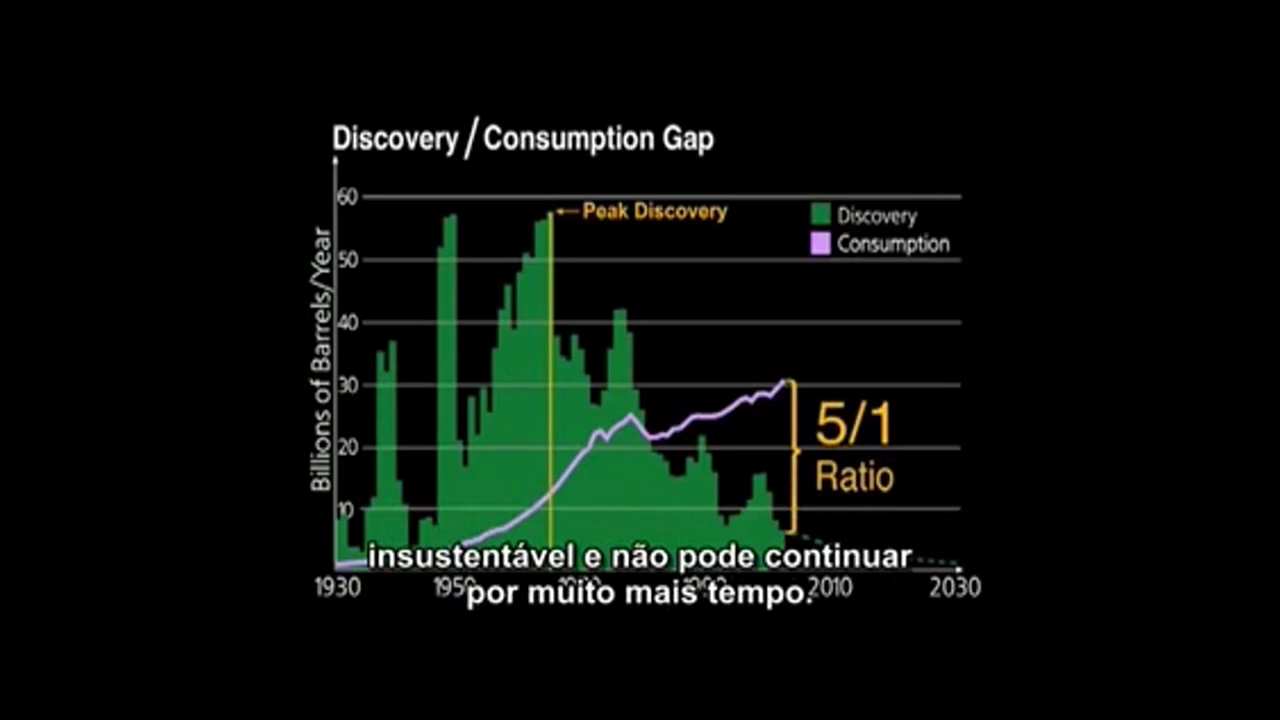 Discovery/Consumption Gap
60
Peak Discovery
Discovery
Consumption
50
Billions of Barrels/Year
40
30
5/1
Ratio
20
10
insustentável e não pode continuar
por muito mais tempo.
1930
1950
2010
2030